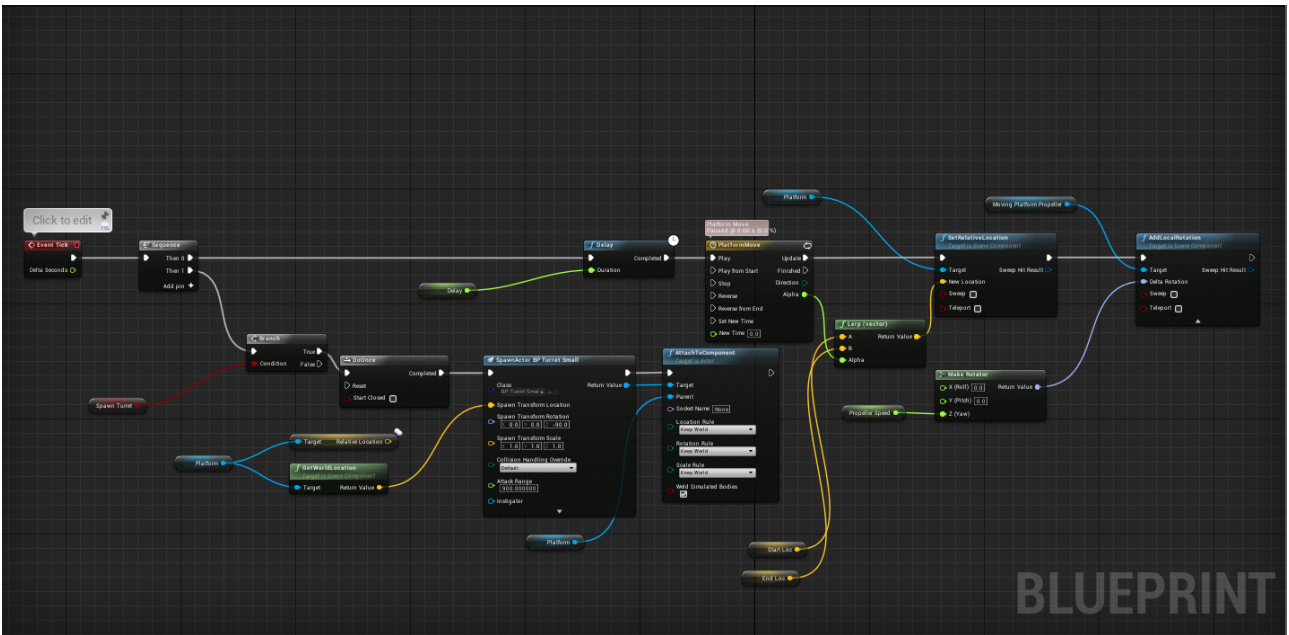 Platform
Moving Platform Propeller
Click to edit
Platform Move
Paused @ 0.00 s (0.0 %)
Event Tick
Delta Seconds
Sequence
Then 0
Then 1
Add pin
Delay
Completed
Duration
Delay
PlatformMove
Play
Update
Play from Start
Finished
Stop
Direction
Reverse
Alpha
Reverse from End
Set New Time
New Time 0.0
SetRelativeLocation
Target is Scene Component
Target
Sweep Hit Result
New Location
Sweep
Teleport
AddLocalRotation
Target is Scene Component
Target
Sweep Hit Result
Delta Rotation
Sweep
Teleport
Lerp (vector)
A
Return Value
B
Alpha
Branch
True
Condition
False
DoOnce
Completed
Reset
Start Closed
SpawnActor BP Turret Small
Class
Return Value
Spawn Transform Location
Spawn Transform Rotation
X 0.0 Y 0.0 Z -90.0
Spawn Transform Scale
X 1.0 Y 1.0 Z 1.0
Collision Handling Override
Default
Attack Range
900.000000
Instigator
AttachToComponent
Target is Actor
Target
Parent
Socket Name None
Location Rule
Keep World
Rotation Rule
Keep World
Scale Rule
Keep World
Weld Simulated Bodies
Make Rotator
X (Roll) 0.0
Return Value
Y (Pitch) 0.0
Z (Yaw)
Propeller Speed
Spawn Turret
Target
Relative Location
Platform
GetWorldLocation
Target is Scene Component
Target
Return Value
Platform
Start Loc
End Loc
BLUEPRINT